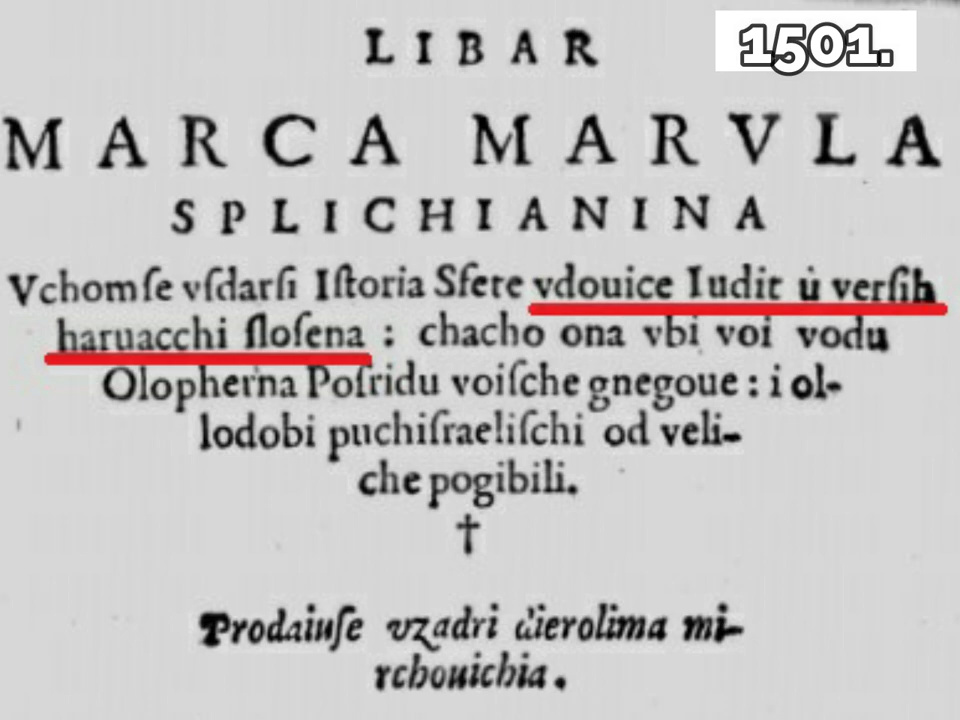 1501.
LIBAR
MARCA MARVLA
SPLICHIANINA
Vchomſe vſdarſi Iſtoria Sfete vdouice Iudit ù verſih
haruacchi ſloſena : chacho ona vbi voi vodu
Olopherna Poſridu voiſche gnegoue : i ol-
lodobi puchiſraeliſchi od veli-
che pogibili.
†
Prodaiuſe vzadri dierolima mi-
rchouichia.